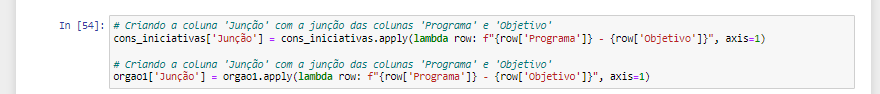 In [54]: # Criando a coluna 'Junção' com a junção das colunas 'Programa' e 'Objetivo'
cons_iniciativas['Junção'] = cons_iniciativas.apply(lambda row: f"{row['Programa']} - {row['Objetivo']}", axis=1)
# Criando a coluna 'Junção' com a junção das colunas 'Programa' e 'Objetivo'
orgao1['Junção'] = orgao1.apply(lambda row: f"{row['Programa']} - {row['Objetivo']}", axis=1)